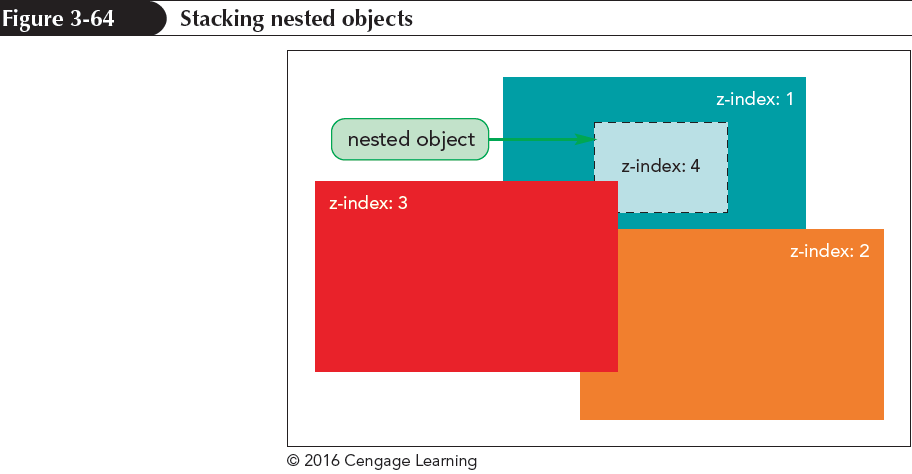 Figure 3-64 Stacking nested objects
z-index: 1
nested object
z-index: 4
z-index: 3
z-index: 2
© 2016 Cengage Learning